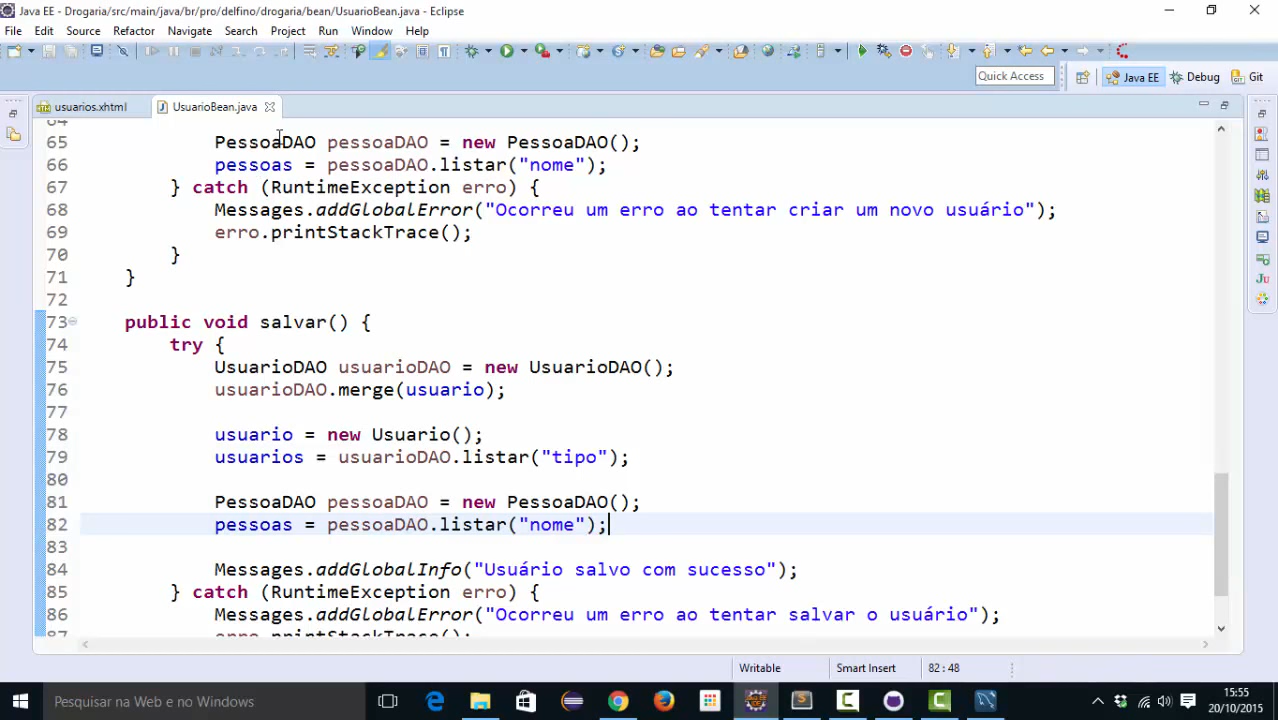 Java EE - Drogaria/src/main/java/br/pro/delfino/drogaria/bean/UsuarioBean.java - Eclipse
File Edit Source Refactor Navigate Search Project Run Window Help
Quick Access Java EE Debug Git
usuarios.xhtml UsuarioBean.java
64
65 PessoaDAO pessoaDAO = new PessoaDAO();
66 pessoas = pessoaDAO.listar("nome");
67 } catch (RuntimeException erro) {
68 Messages.addGlobalError("Ocorreu um erro ao tentar criar um novo usuário");
69 erro.printStackTrace();
70 }
71 }
72
73 public void salvar() {
74 try {
75 UsuarioDAO usuarioDAO = new UsuarioDAO();
76 usuarioDAO.merge(usuario);
77
78 usuario = new Usuario();
79 usuarios = usuarioDAO.listar("tipo");
80
81 PessoaDAO pessoaDAO = new PessoaDAO();
82 pessoas = pessoaDAO.listar("nome");
83
84 Messages.addGlobalInfo("Usuário salvo com sucesso");
85 } catch (RuntimeException erro) {
86 Messages.addGlobalError("Ocorreu um erro ao tentar salvar o usuário");
87 erro.printStackTrace();
Writable Smart Insert 82 : 48
Pesquisar na Web e no Windows
15:55
20/10/2015